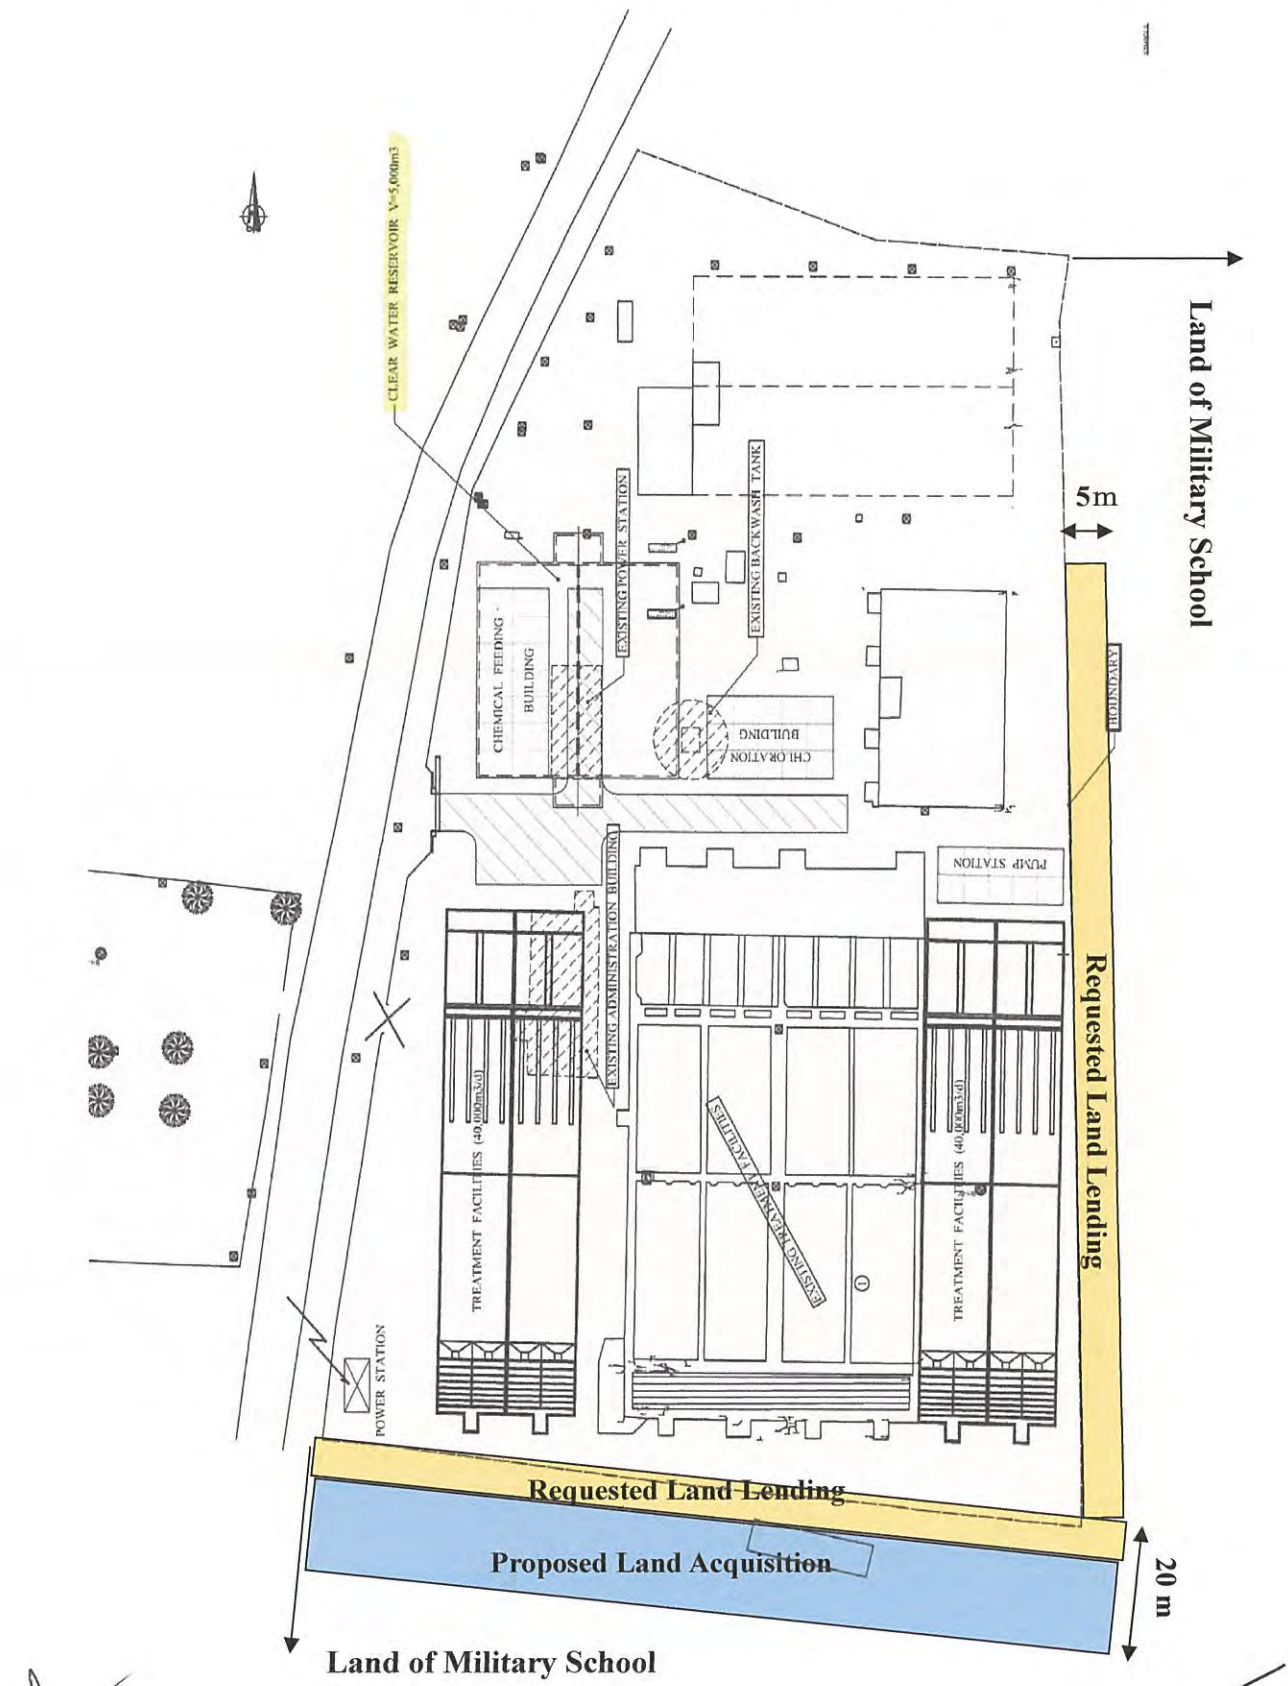 CLEAR WATER RESERVOIR V=5,000m3
Land of Military School
5m
EXISTING POWER STATION
EXISTING BACKWASH TANK
CHEMICAL FEEDING
BUILDING
CHLORATION
BUILDING
BOUNDARY
PUMP STATION
EXISTING ADMINISTRATION BUILDING
Requested Land Lending
TREATMENT FACILITIES (40,000m3/d)
EXISTING TREATMENT FACILITIES
TREATMENT FACILITIES (40,000m3/d)
1
POWER STATION
Requested Land Lending
Proposed Land Acquisition
20 m
Land of Military School